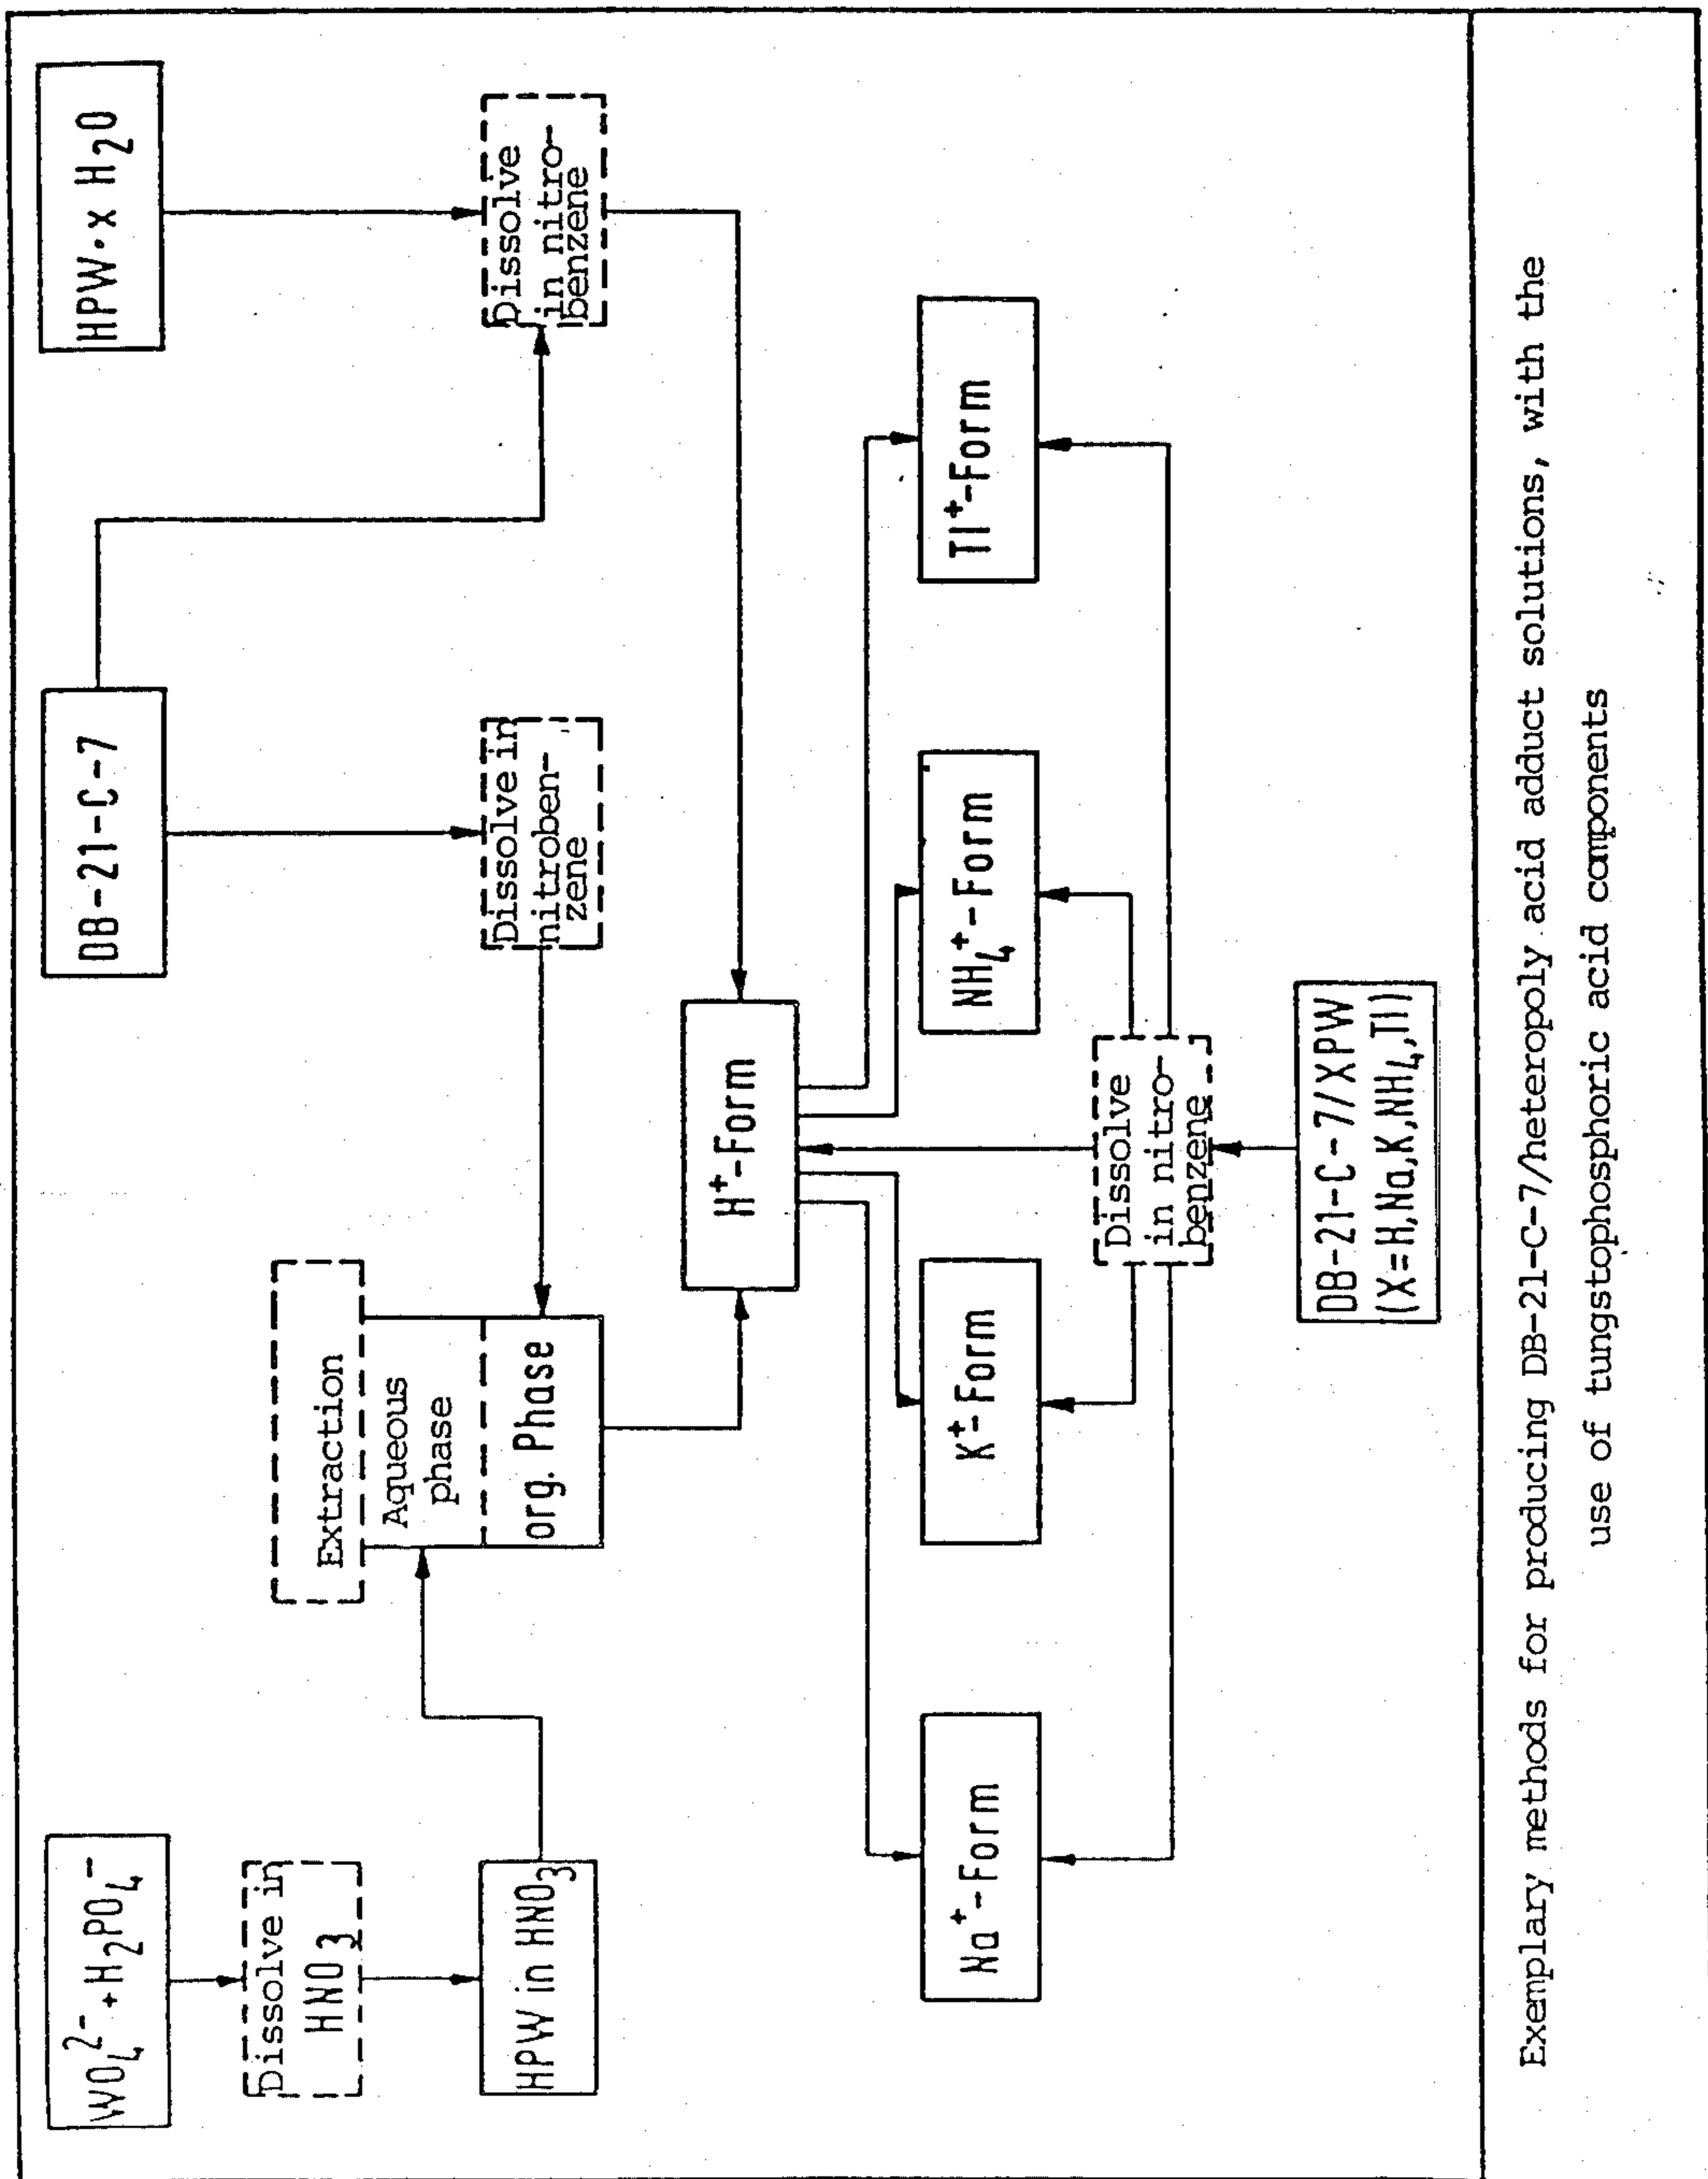 WO₄²⁻+H₂PO₄⁻
DB-21-C-7
HPW·x H₂O
Dissolve in
HNO₃
HPW in HNO₃
Extraction
Aqueous
phase
org. Phase
Dissolve in
nitroben-
zene
Dissolve
in nitro-
benzene
H⁺-Form
Na⁺-Form
K⁺-Form
NH₄⁺-Form
Tl⁺-Form
Dissolve
in nitro-
benzene
DB-21-C-7/XPW
(X=H,Na,K,NH₄,Tl)
Exemplary methods for producing DB-21-C-7/heteropoly acid adduct solutions, with the
use of tungstophosphoric acid components